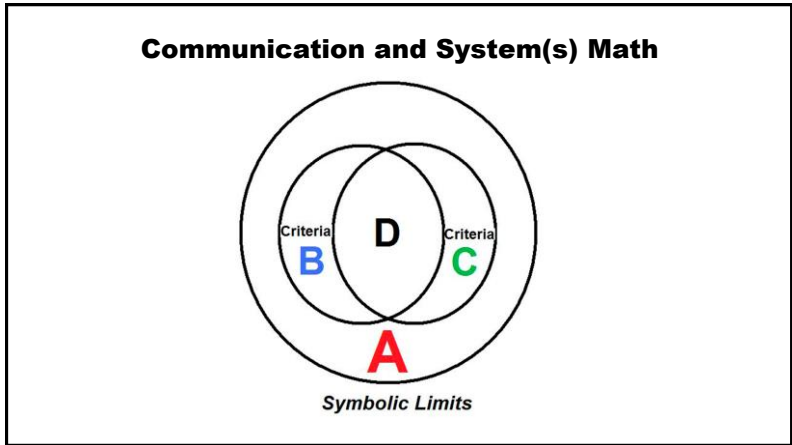 Communication and System(s) Math
Criteria D Criteria
B C
A
Symbolic Limits